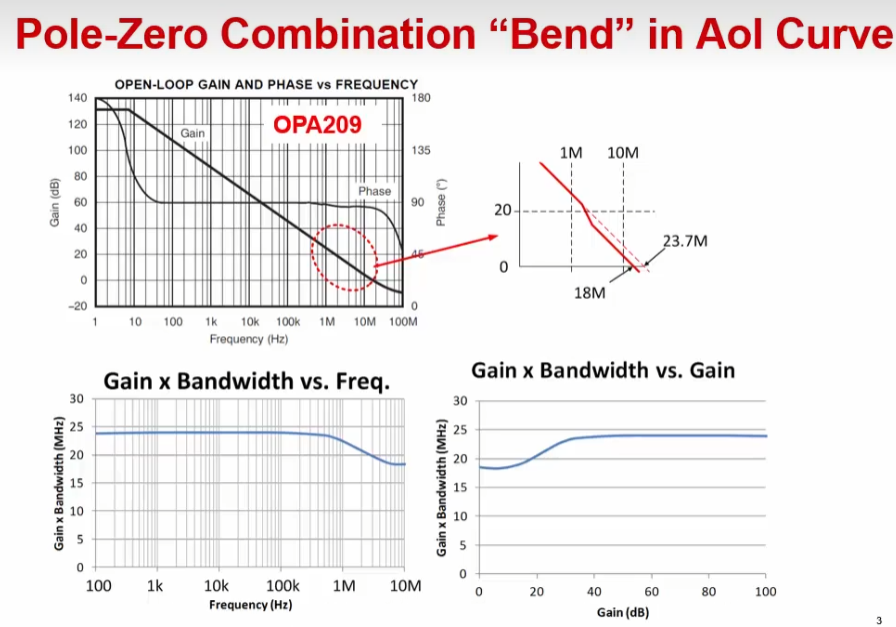 Pole-Zero Combination “Bend” in Aol Curve
OPEN-LOOP GAIN AND PHASE vs FREQUENCY
140
120
100
80
60
40
20
0
–20
Gain (dB)
Gain
OPA209
Phase
180
135
90
45
0
Phase (°)
1 10 100 1k 10k 100k 1M 10M 100M
Frequency (Hz)
1M 10M
20
0
23.7M
18M
Gain x Bandwidth vs. Freq.
30
25
20
15
10
5
0
Gain x Bandwidth (MHz)
100 1k 10k 100k 1M 10M
Frequency (Hz)
Gain x Bandwidth vs. Gain
30
25
20
15
10
5
0
Gain x Bandwidth (MHz)
0 20 40 60 80 100
Gain (dB)
3